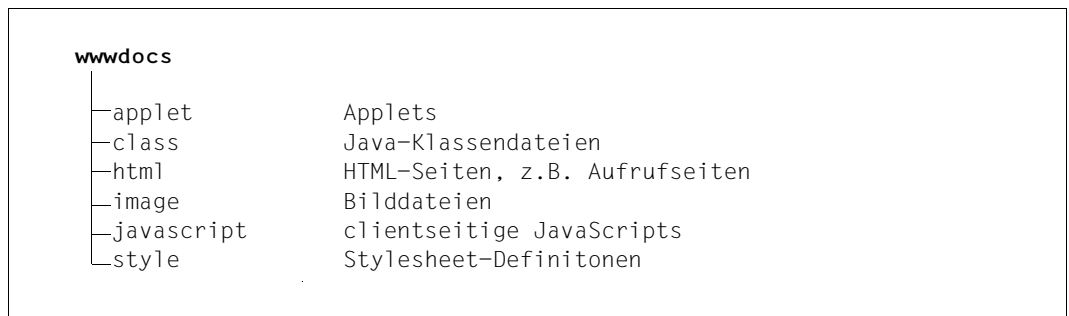 wwwdocs
applet Applets
class Java-Klassendateien
html HTML-Seiten, z.B. Aufrufseiten
image Bilddateien
javascript clientseitige JavaScripts
style Stylesheet-Definitonen